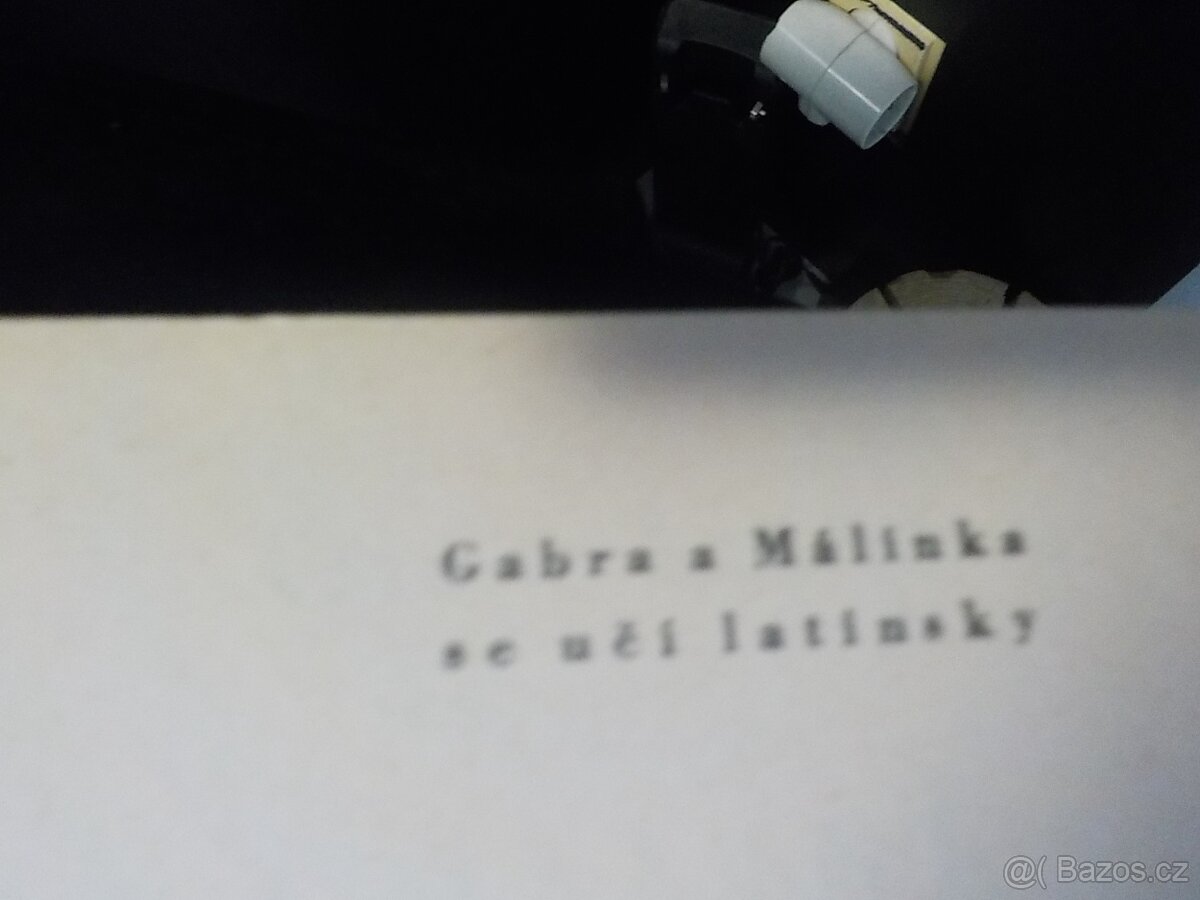 Gabra a Málinka
se učí latinsky
@( Bazos.cz